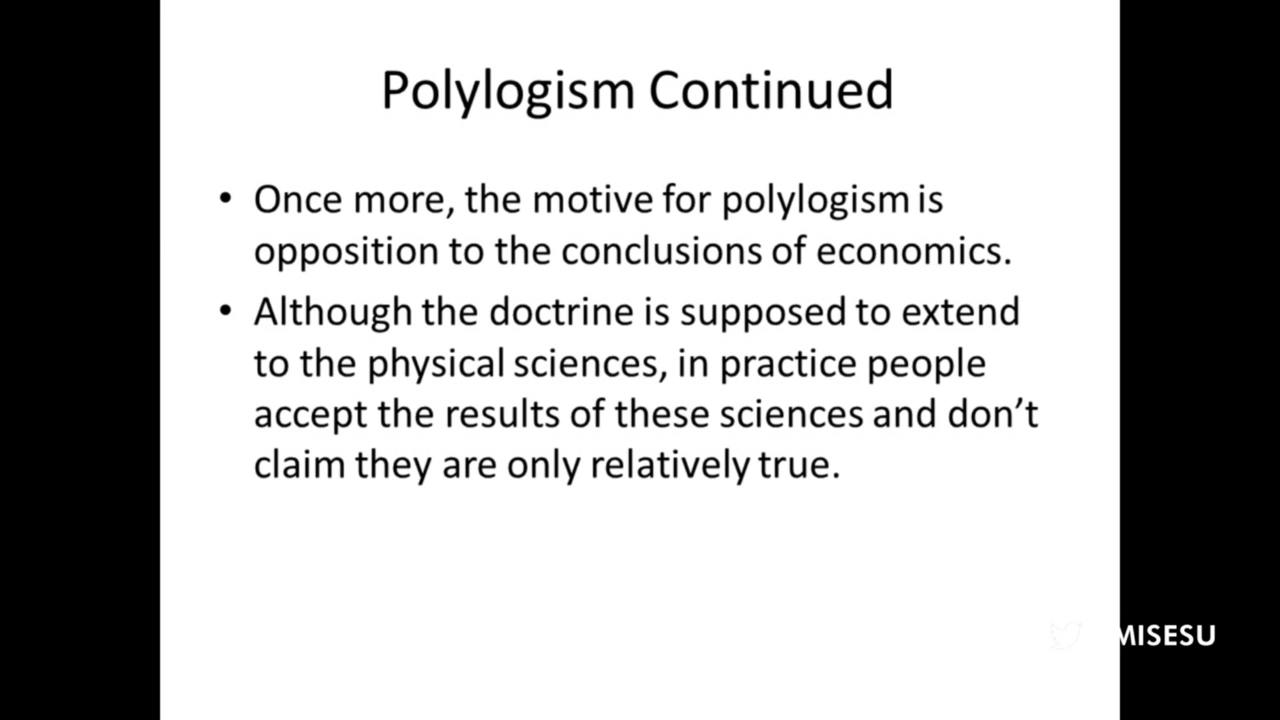 Polylogism Continued
• Once more, the motive for polylogism is
opposition to the conclusions of economics.
• Although the doctrine is supposed to extend
to the physical sciences, in practice people
accept the results of these sciences and don’t
claim they are only relatively true.
MISESU